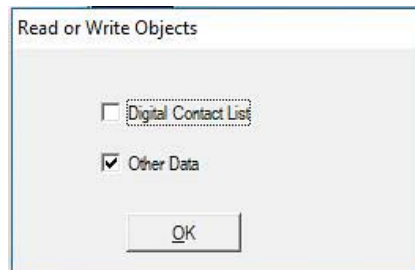 Read or Write Objects
Digital Contact List
Other Data
OK